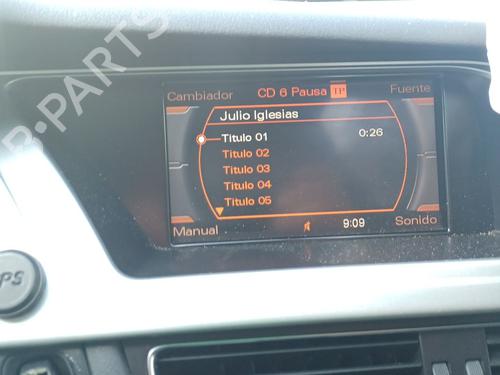 Cambiador CD 6 Pausa TP Fuente
Julio Iglesias
Titulo 01 0:26
Titulo 02
Titulo 03
Titulo 04
Titulo 05
Manual 9:09 Sonido
PS
B-PARTS